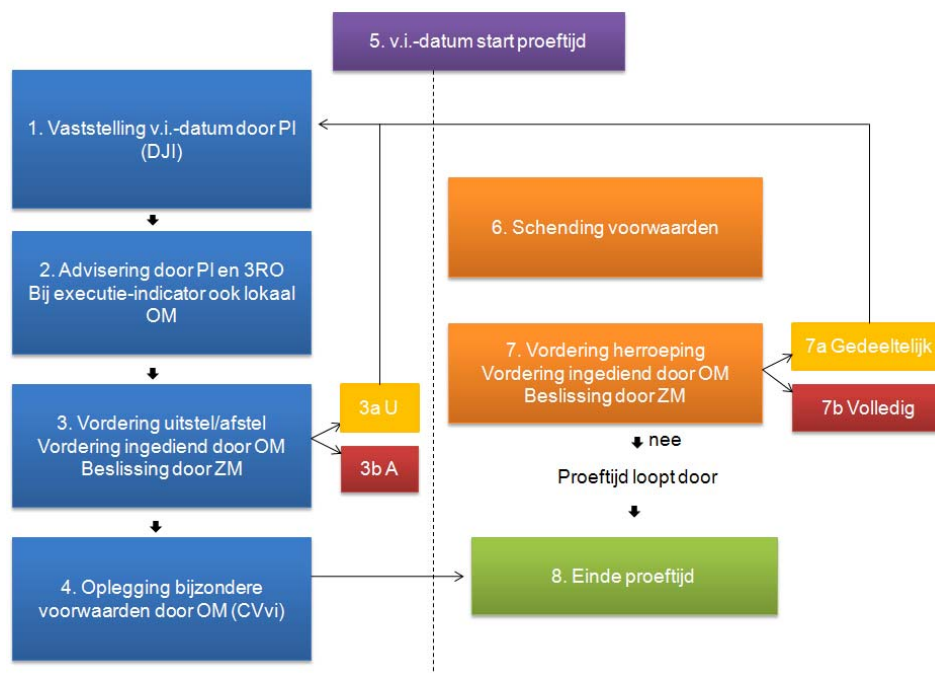 5. v.i.-datum start proeftijd
1. Vaststelling v.i.-datum door PI
(DJI)
2. Advisering door PI en 3RO
Bij executie-indicator ook lokaal
OM
3. Vordering uitstel/afstel
Vordering ingediend door OM
Beslissing door ZM
3a U
3b A
4. Oplegging bijzondere
voorwaarden door OM (CVvi)
6. Schending voorwaarden
7. Vordering herroeping
Vordering ingediend door OM
Beslissing door ZM
7a Gedeeltelijk
7b Volledig
nee
Proeftijd loopt door
8. Einde proeftijd